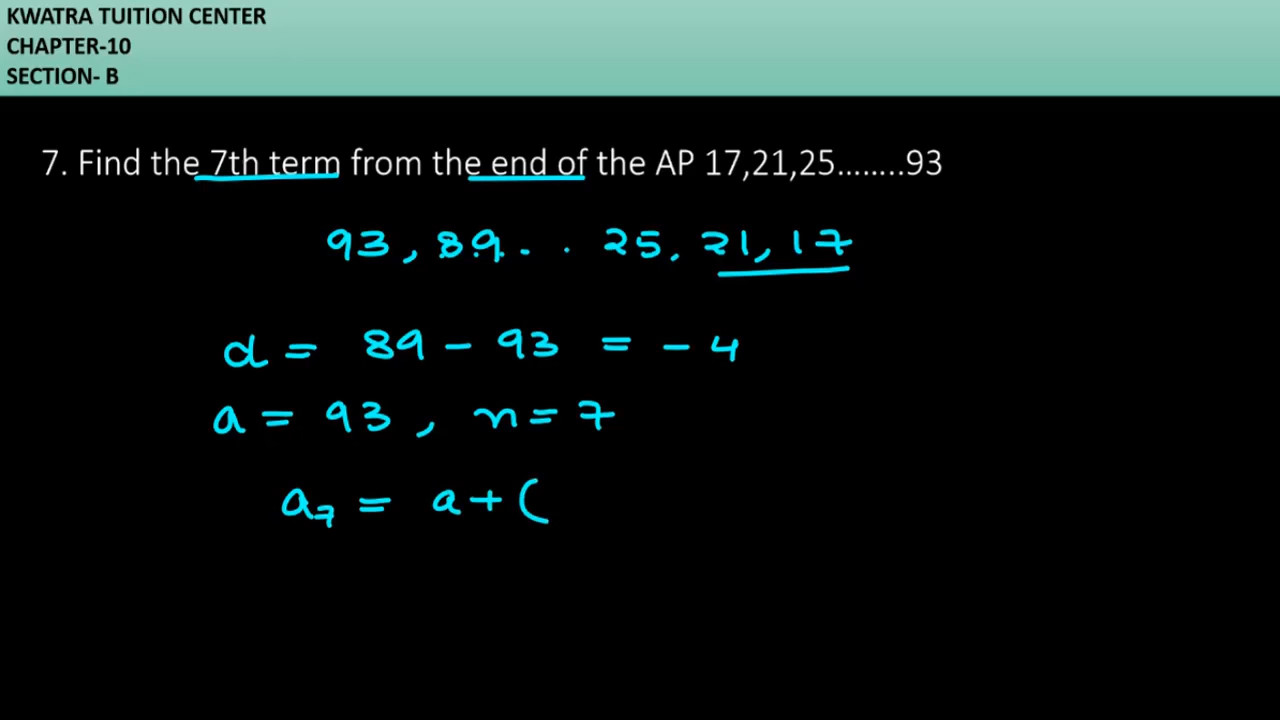 KWATRA TUITION CENTER
CHAPTER-10
SECTION- B
7. Find the 7th term from the end of the AP 17,21,25........93
93, 89. . 25, 21, 17
d = 89 - 93 = - 4
a = 93, n = 7
a₇ = a + (